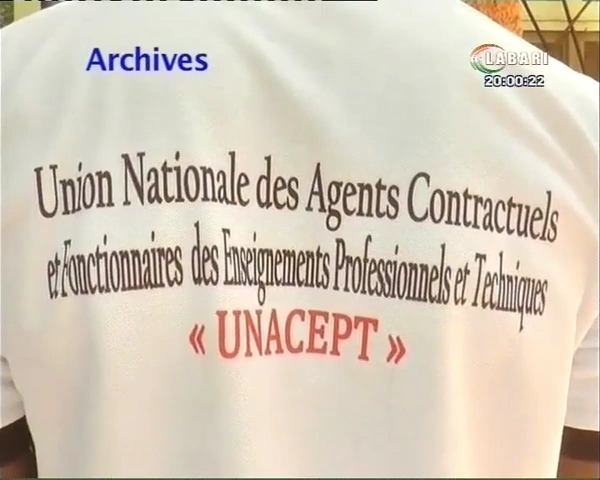 Archives
LABARI
20:00:22
Union Nationale des Agents Contractuels
et Fonctionnaires des Enseignements Professionnels et Techniques
« UNACEPT »